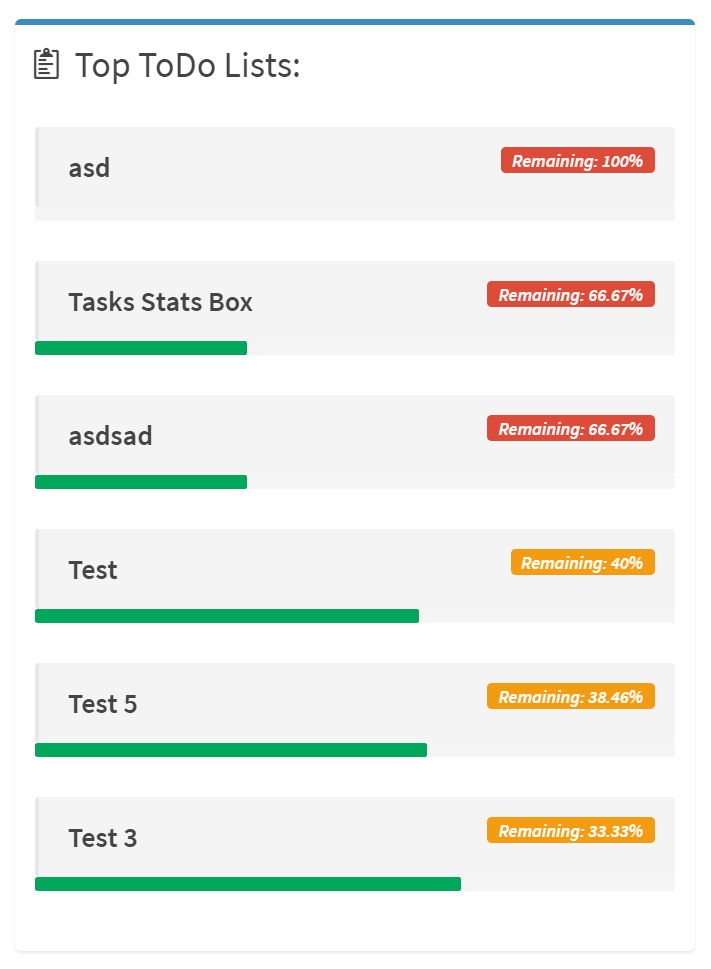 Top ToDo Lists:
asd
Remaining: 100%
Tasks Stats Box
Remaining: 66.67%
asdsad
Remaining: 66.67%
Test
Remaining: 40%
Test 5
Remaining: 38.46%
Test 3
Remaining: 33.33%